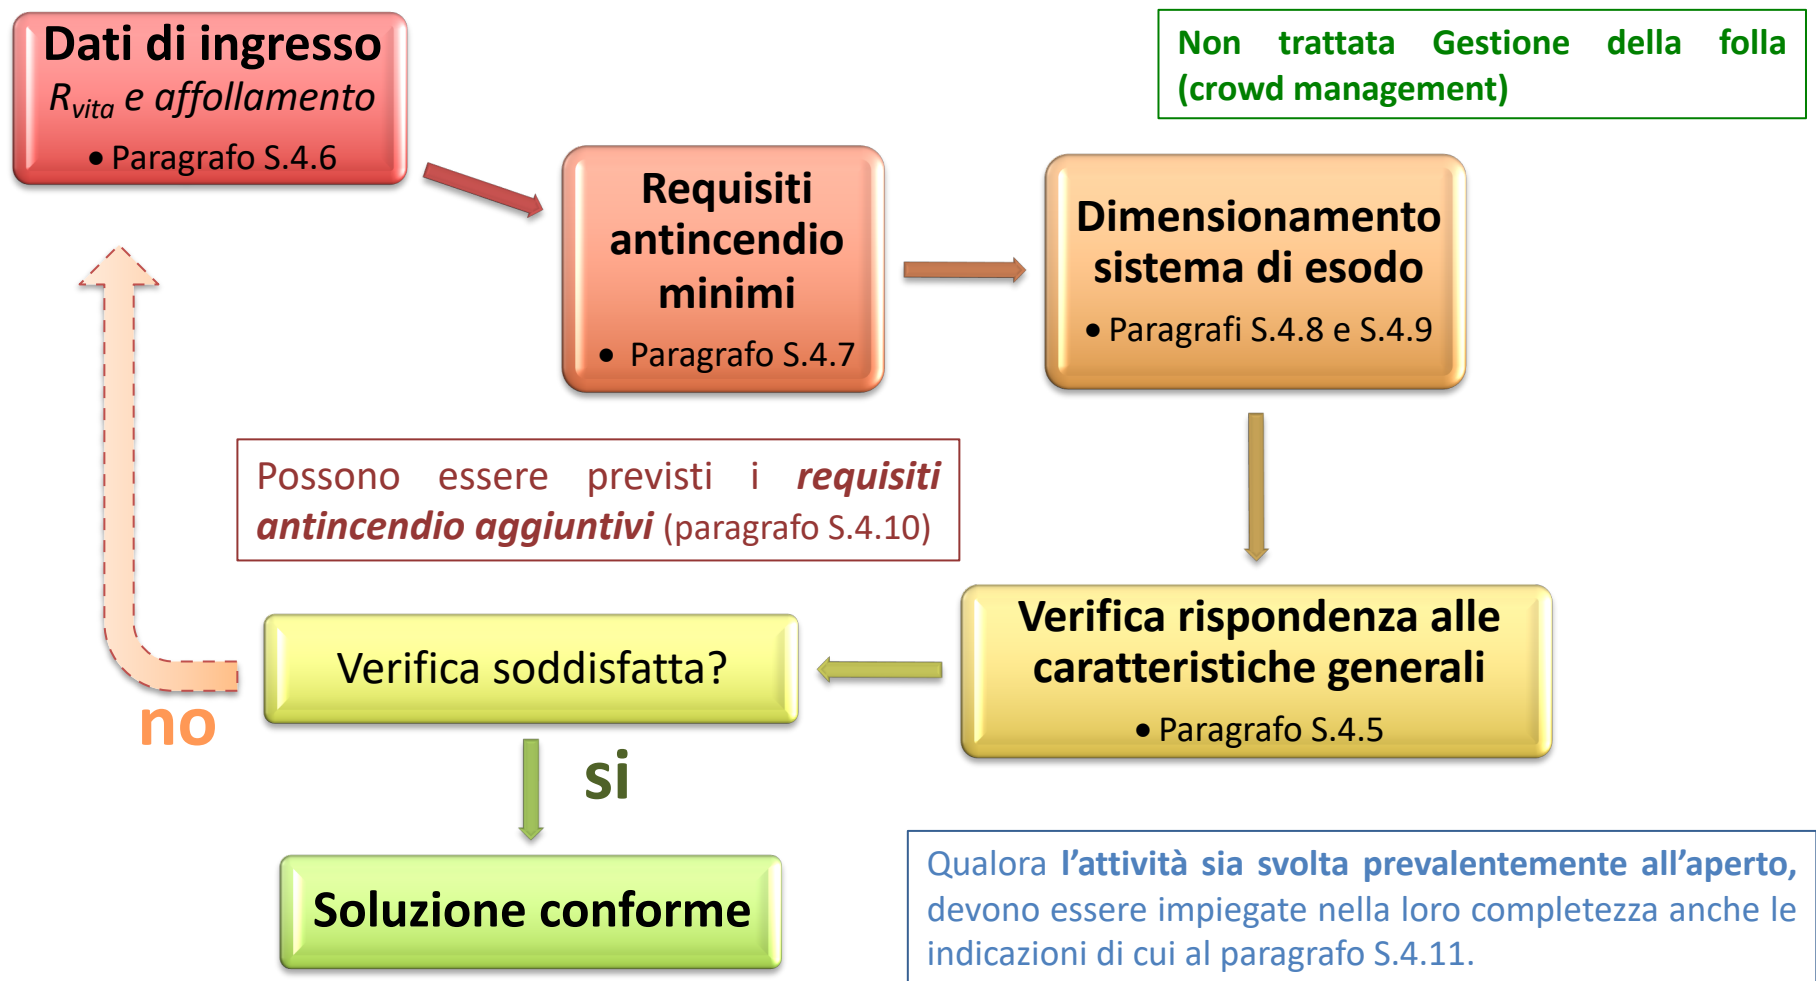 Dati di ingresso
Rvita e affollamento
• Paragrafo S.4.6
Non trattata Gestione della folla
(crowd management)
Requisiti
antincendio
minimi
• Paragrafo S.4.7
Dimensionamento
sistema di esodo
• Paragrafi S.4.8 e S.4.9
Possono essere previsti i requisiti
antincendio aggiuntivi (paragrafo S.4.10)
Verifica rispondenza alle
caratteristiche generali
• Paragrafo S.4.5
Verifica soddisfatta?
no
si
Soluzione conforme
Qualora l'attività sia svolta prevalentemente all'aperto,
devono essere impiegate nella loro completezza anche le
indicazioni di cui al paragrafo S.4.11.